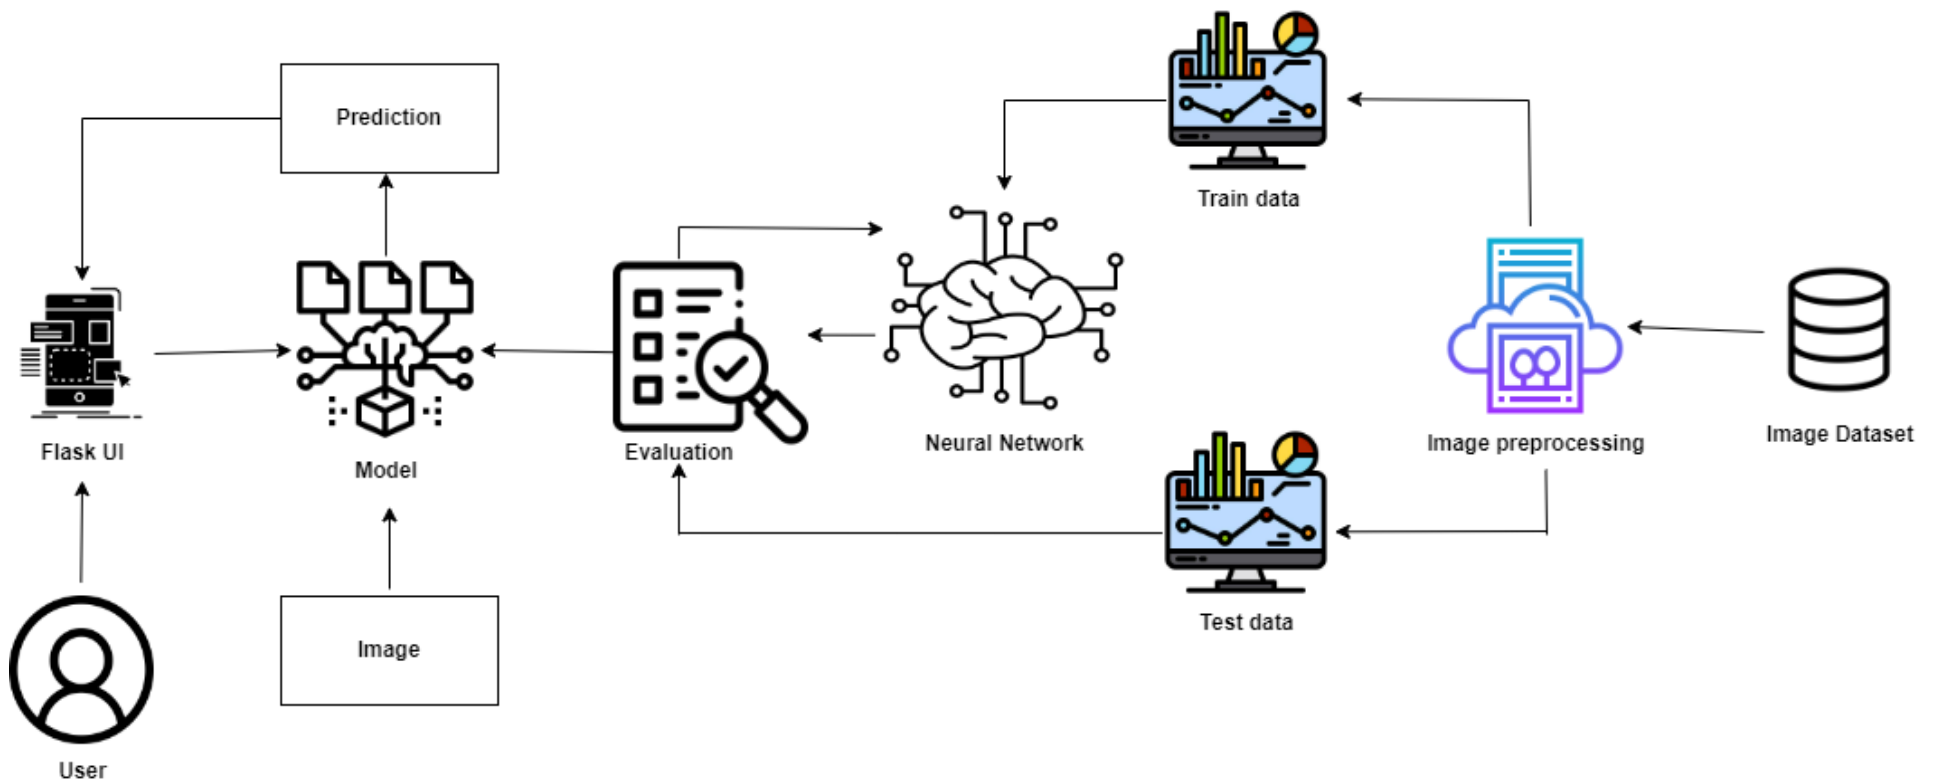 Prediction
Train data
Flask UI
Model
Evaluation
Neural Network
Image preprocessing
Image Dataset
Image
Test data
User